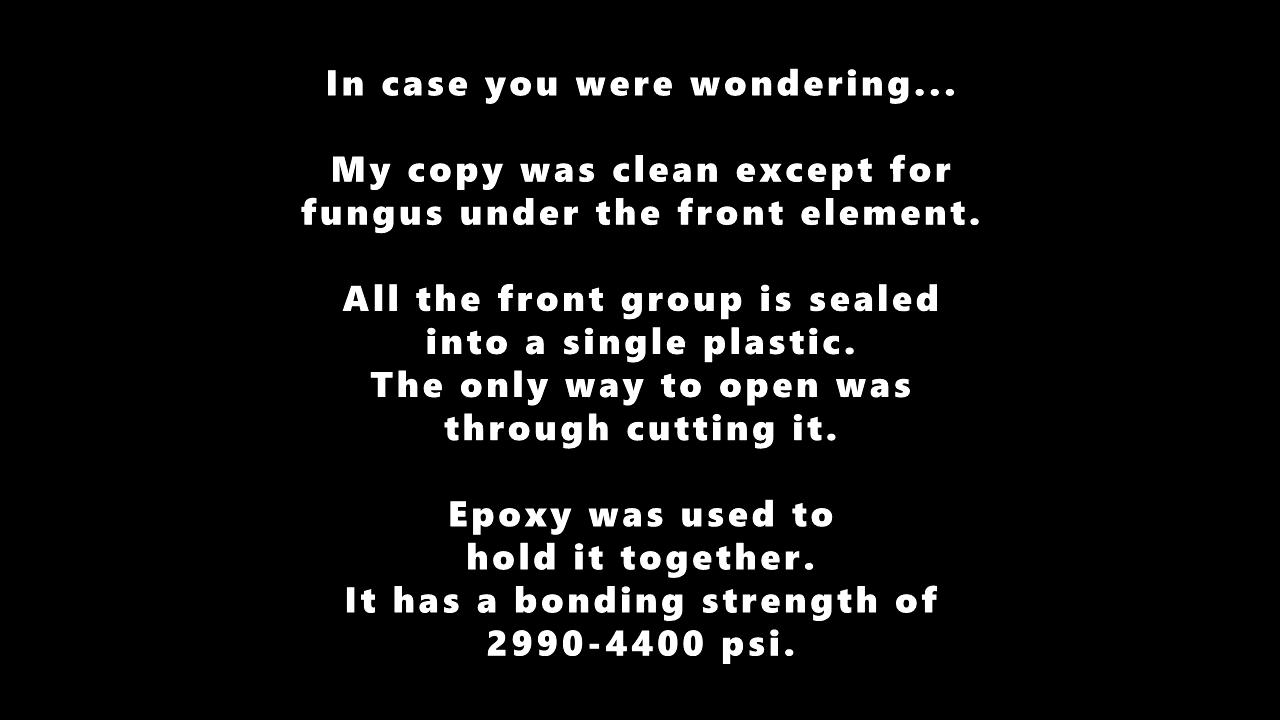 In case you were wondering...
My copy was clean except for
fungus under the front element.
All the front group is sealed
into a single plastic.
The only way to open was
through cutting it.
Epoxy was used to
hold it together.
It has a bonding strength of
2990-4400 psi.